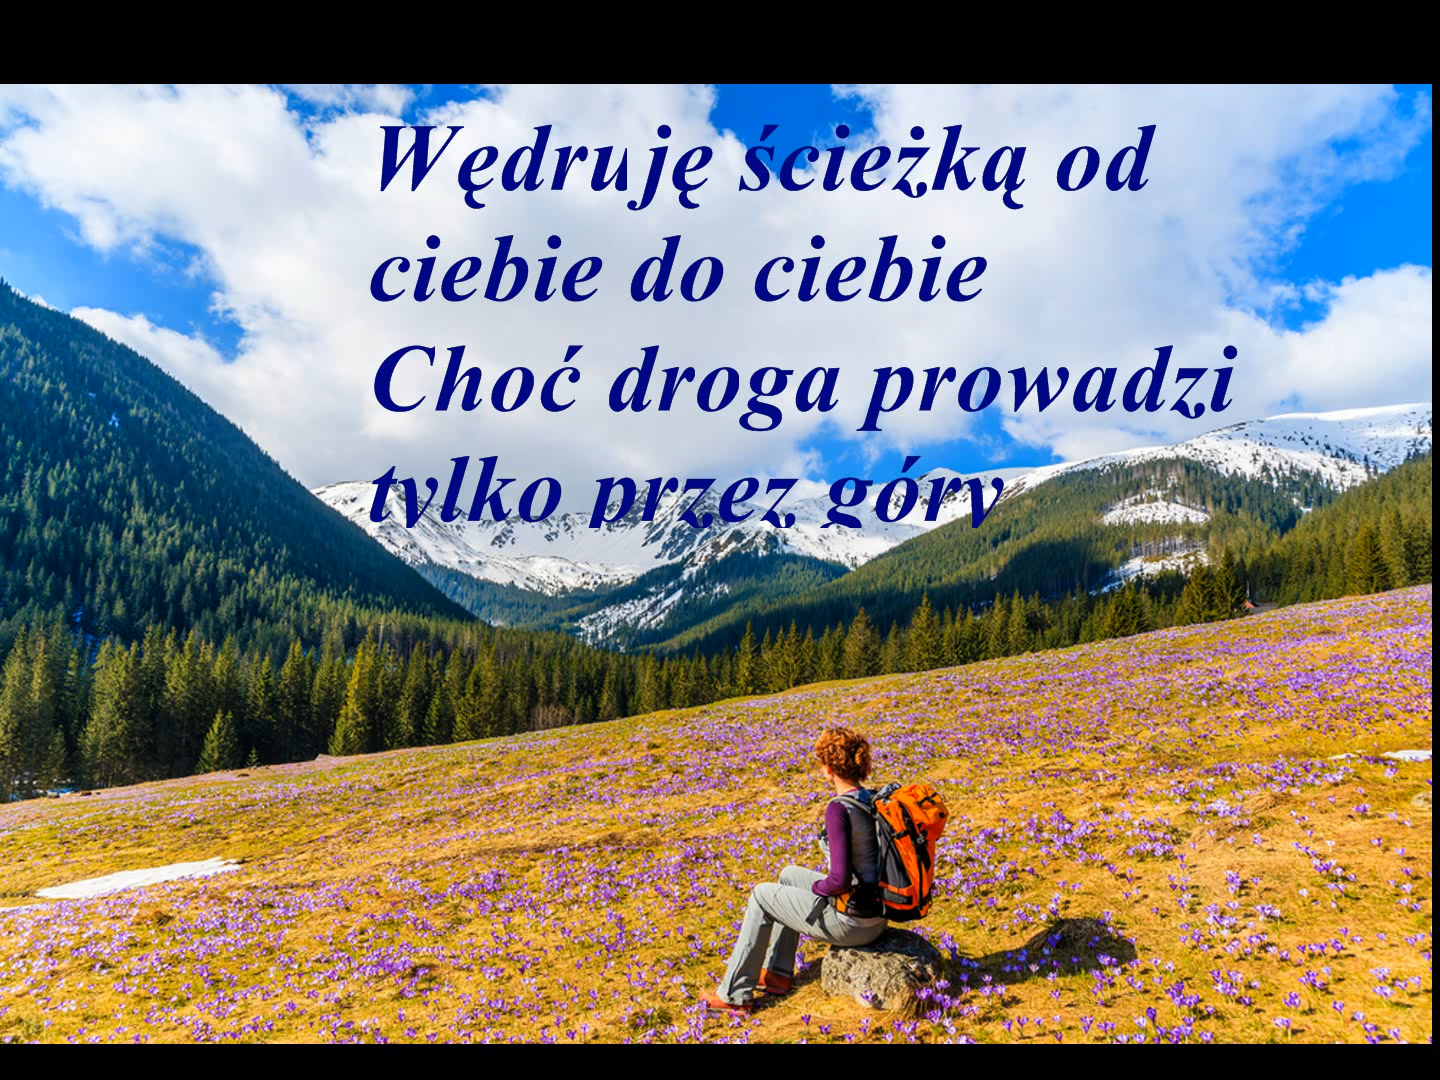 Wędruję ścieżką od
ciebie do ciebie
Choć droga prowadzi
tylko przez góry